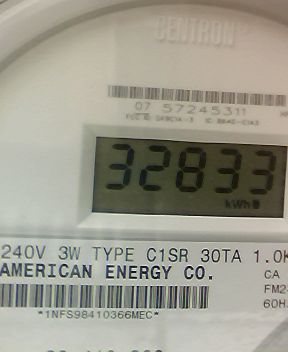 CENTRON
07 57245311
32833
kWh
240V 3W TYPE C1SR 30TA 1.0K
AMERICAN ENERGY CO.
CA
FM2
60H
*1NFS98410366MEC*